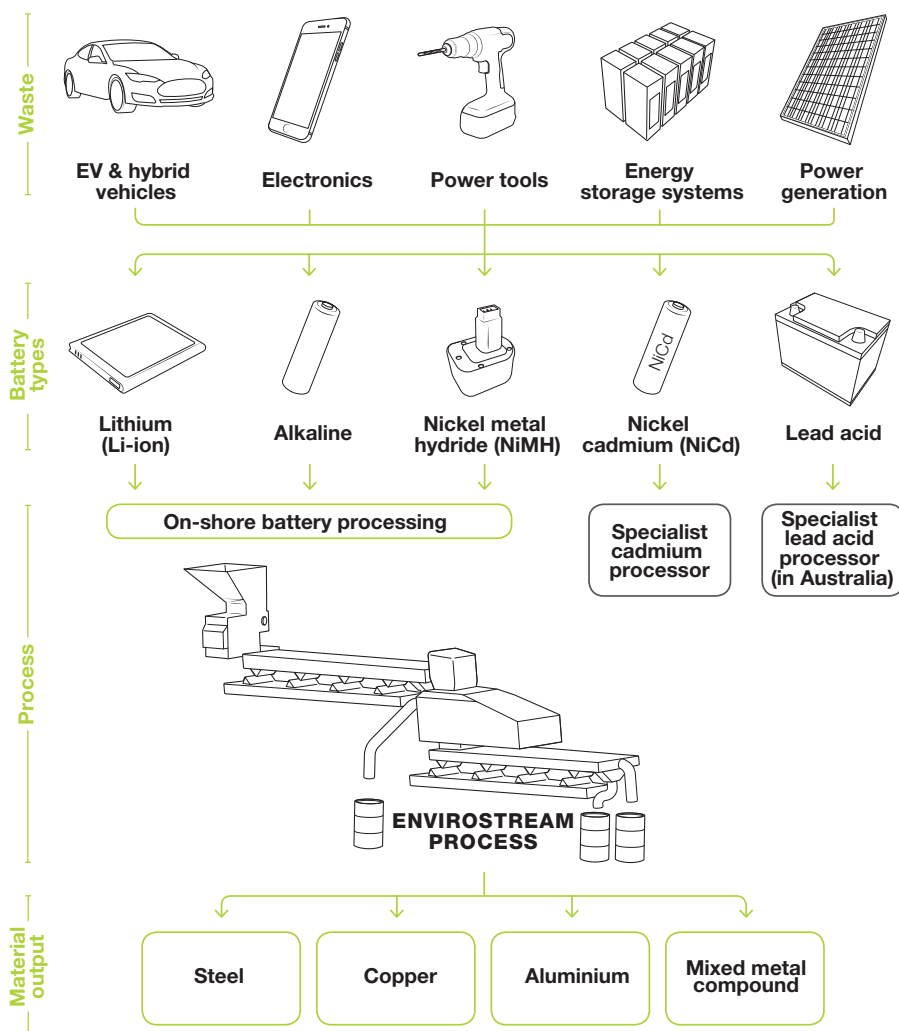 Waste
EV & hybrid
vehicles
Electronics
Power tools
Energy
storage systems
Power
generation
Battery
types
Lithium
(Li-ion)
Alkaline
Nickel metal
hydride (NiMH)
NiCd
Nickel
cadmium (NiCd)
Lead acid
Process
On-shore battery processing
Specialist
cadmium
processor
Specialist
lead acid
processor
(in Australia)
ENVIROSTREAM
PROCESS
Material
output
Steel
Copper
Aluminium
Mixed metal
compound